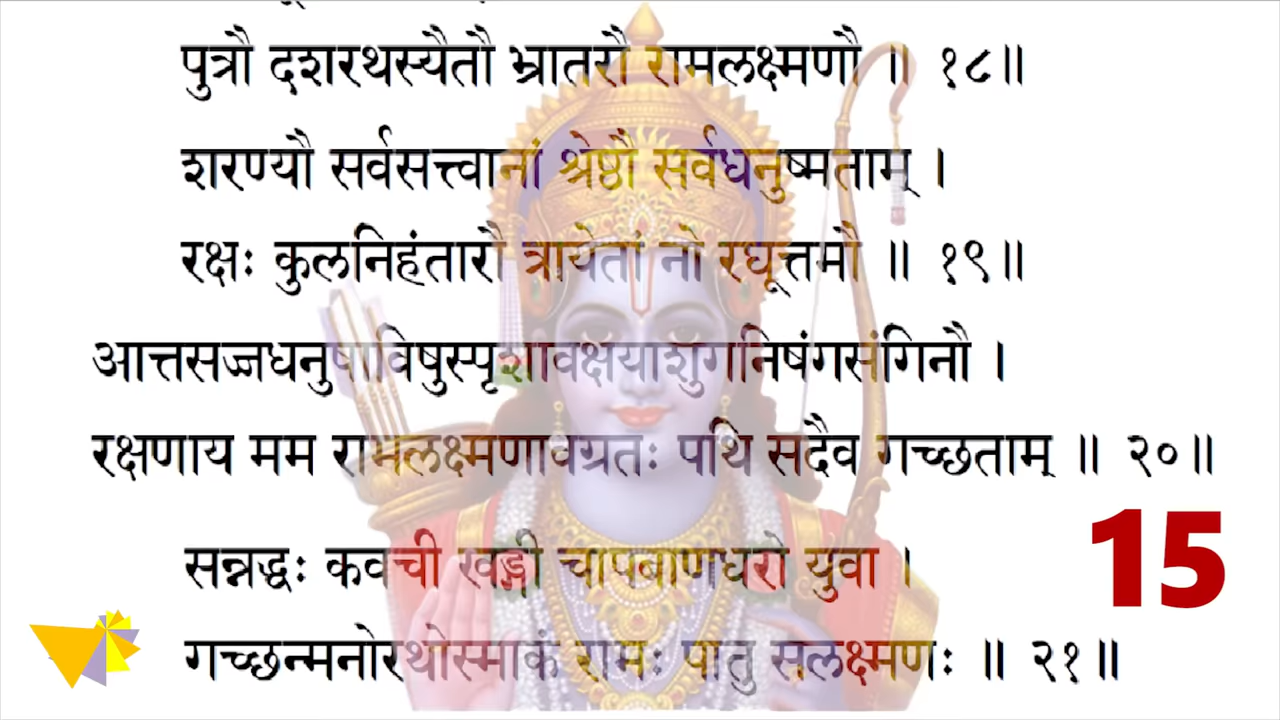 पुत्रौ दशरथस्यैतौ भ्रातरौ रामलक्ष्मणौ ॥ १८॥
शरण्यौ सर्वसत्त्वानां श्रेष्ठौ सर्वधनुष्मताम् ।
रक्षः कुलनिहंतारौ त्रायेतां नो रघूत्तमौ ॥ १९॥
आत्तसज्जधनुषाविषुस्पृशावक्षयाशुगनिषंगसंगिनौ ।
रक्षणाय मम रामलक्ष्मणावग्रतः पथि सदैव गच्छताम् ॥ २०॥
सन्नद्धः कवची खड्गी चापबाणधरो युवा ।
15
गच्छन्मनोरथोस्माकं रामः पातु सलक्ष्मणः ॥ २१॥